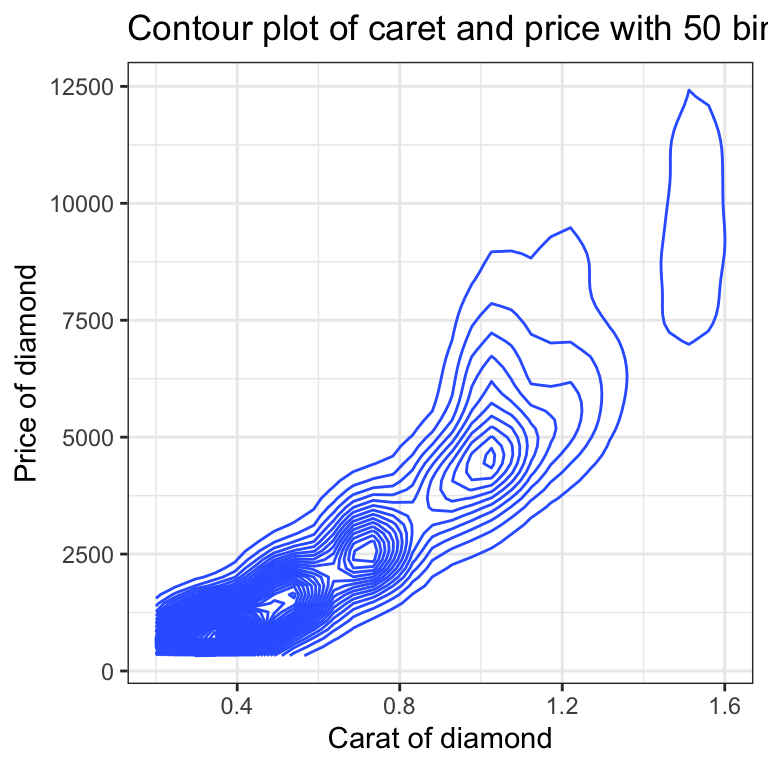 Contour plot of caret and price with 50
12500
10000
7500
5000
2500
0
Price of diamond
0.4 0.8 1.2 1.6
Carat of diamond